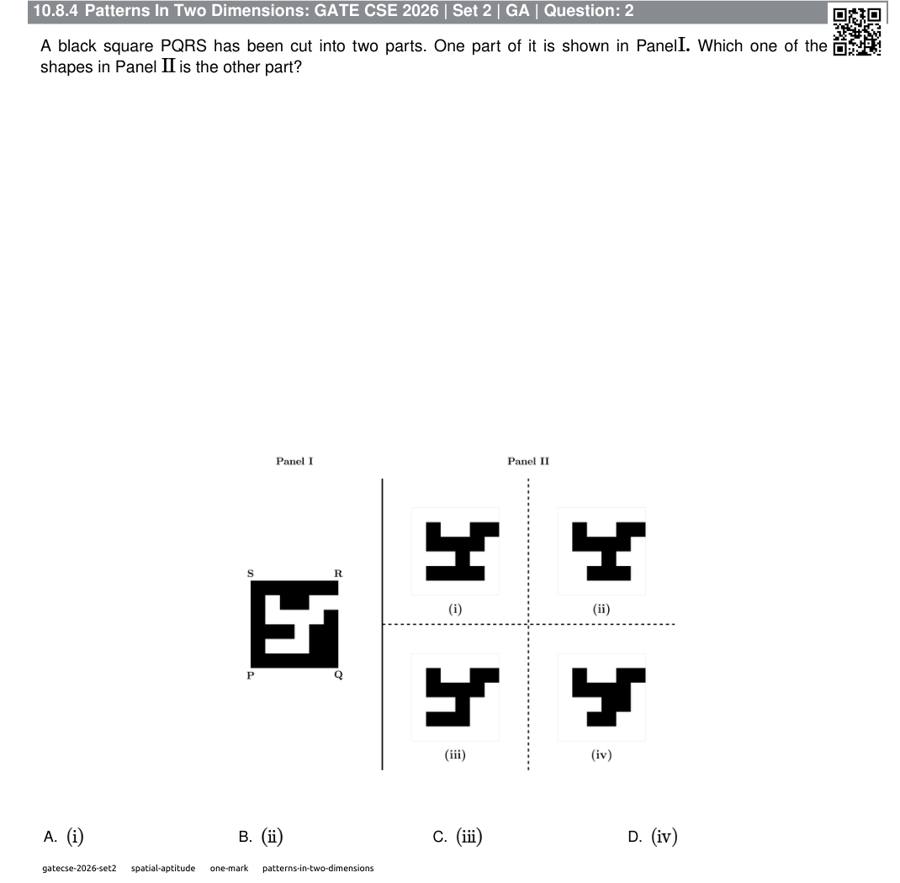 10.8.4 Patterns In Two Dimensions: GATE CSE 2026 | Set 2 | GA | Question: 2
A black square PQRS has been cut into two parts. One part of it is shown in PanelI. Which one of the
shapes in Panel II is the other part?
Panel I
Panel II
S
R
P
Q
(i)
(ii)
(iii)
(iv)
A. (i)
B. (ii)
C. (iii)
D. (iv)
gatecse-2026-set2 spatial-aptitude one-mark patterns-in-two-dimensions